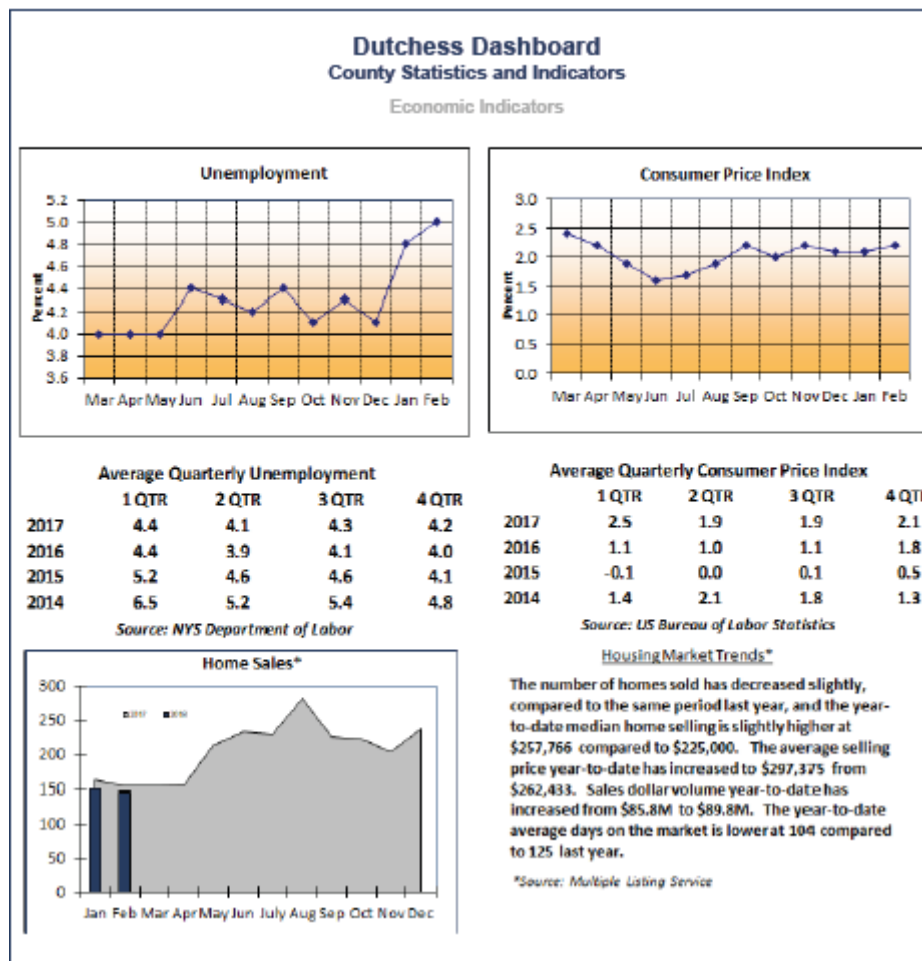 Dutchess Dashboard
County Statistics and Indicators
Economic Indicators
Unemployment
5.2
5.0
4.8
4.6
4.4
4.2
4.0
3.8
3.6
Percent
Mar Apr May Jun Jul Aug Sep Oct Nov Dec Jan Feb
Consumer Price Index
3.0
2.5
2.0
1.5
1.0
0.5
0.0
Percent
Mar Apr May Jun Jul Aug Sep Oct Nov Dec Jan Feb
Average Quarterly Unemployment
1 QTR 2 QTR 3 QTR 4 QTR
2017 4.4 4.1 4.3 4.2
2016 4.4 3.9 4.1 4.0
2015 5.2 4.6 4.6 4.1
2014 6.5 5.2 5.4 4.8
Source: NYS Department of Labor
Average Quarterly Consumer Price Index
1 QTR 2 QTR 3 QTR 4 QTR
2017 2.5 1.9 1.9 2.1
2016 1.1 1.0 1.1 1.8
2015 -0.1 0.0 0.1 0.5
2014 1.4 2.1 1.8 1.3
Source: US Bureau of Labor Statistics
Home Sales*
300
250
200
150
100
50
0
2017 2018
Jan Feb Mar Apr May Jun July Aug Sep Oct Nov Dec
Housing Market Trends*
The number of homes sold has decreased slightly,
compared to the same period last year, and the year-
to-date median home selling is slightly higher at
$257,766 compared to $225,000. The average selling
price year-to-date has increased to $297,375 from
$262,433. Sales dollar volume year-to-date has
increased from $85.8M to $89.8M. The year-to-date
average days on the market is lower at 104 compared
to 125 last year.
*Source: Multiple Listing Service